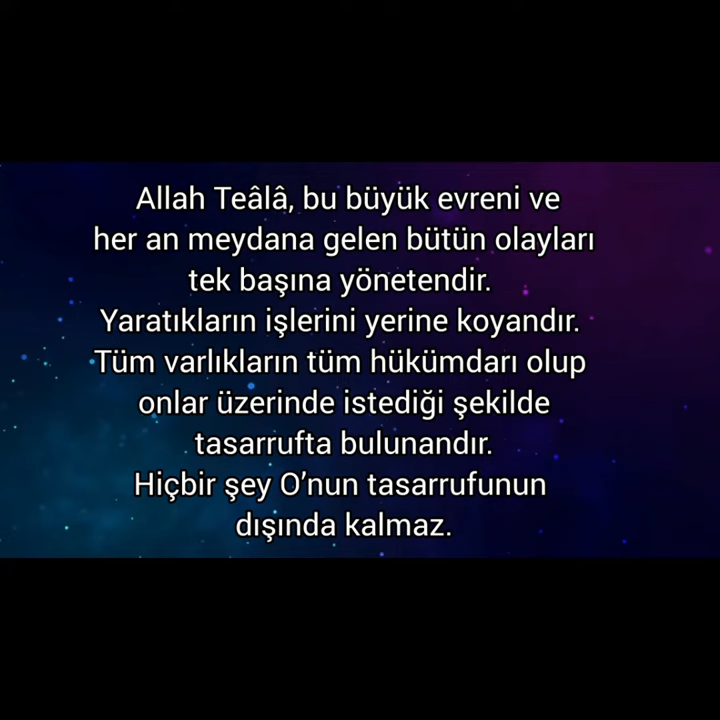 Allah Teâlâ, bu büyük evreni ve
her an meydana gelen bütün olayları
tek başına yönetendir.
Yaratıkların işlerini yerine koyandır.
Tüm varlıkların tüm hükümdarı olup
onlar üzerinde istediği şekilde
tasarrufta bulunandır.
Hiçbir şey O’nun tasarrufunun
dışında kalmaz.